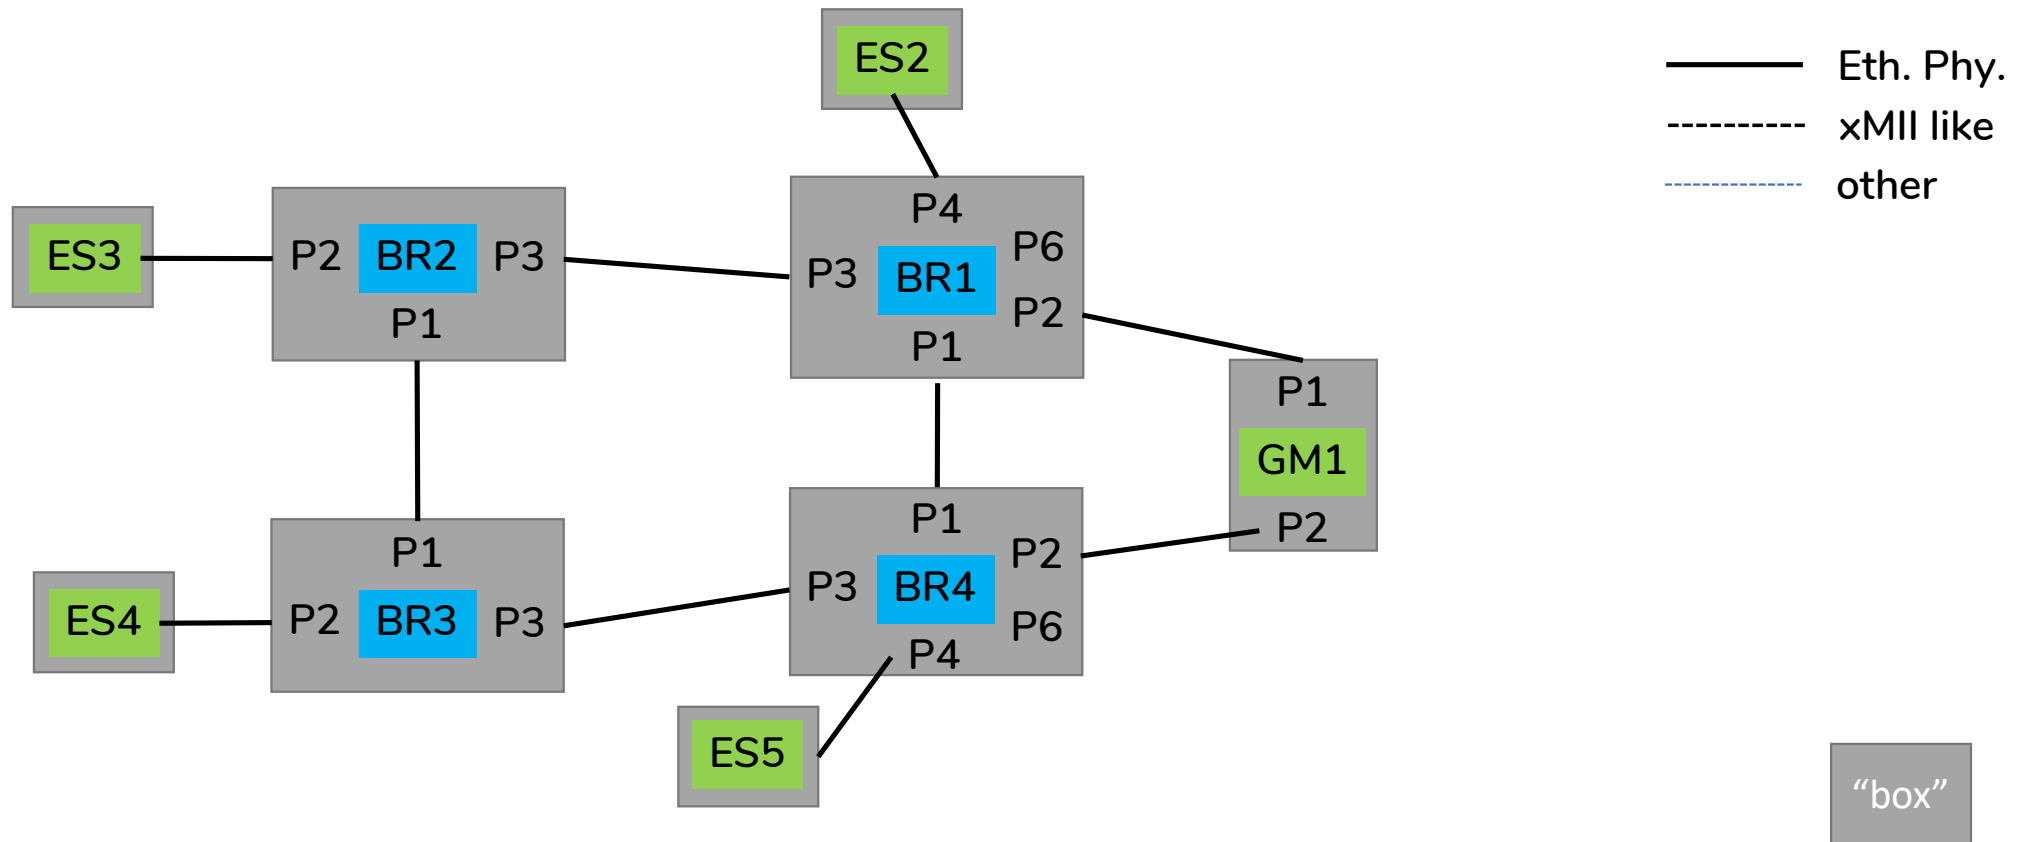 ES2
Eth. Phy.
xMII like
other
ES3
P2 BR2 P3
P1
P4
P3 BR1 P6
P2
P1
P1
GM1
P2
ES4
P1
P2 BR3 P3
P1
P3 BR4 P2
P6
P4
ES5
“box”